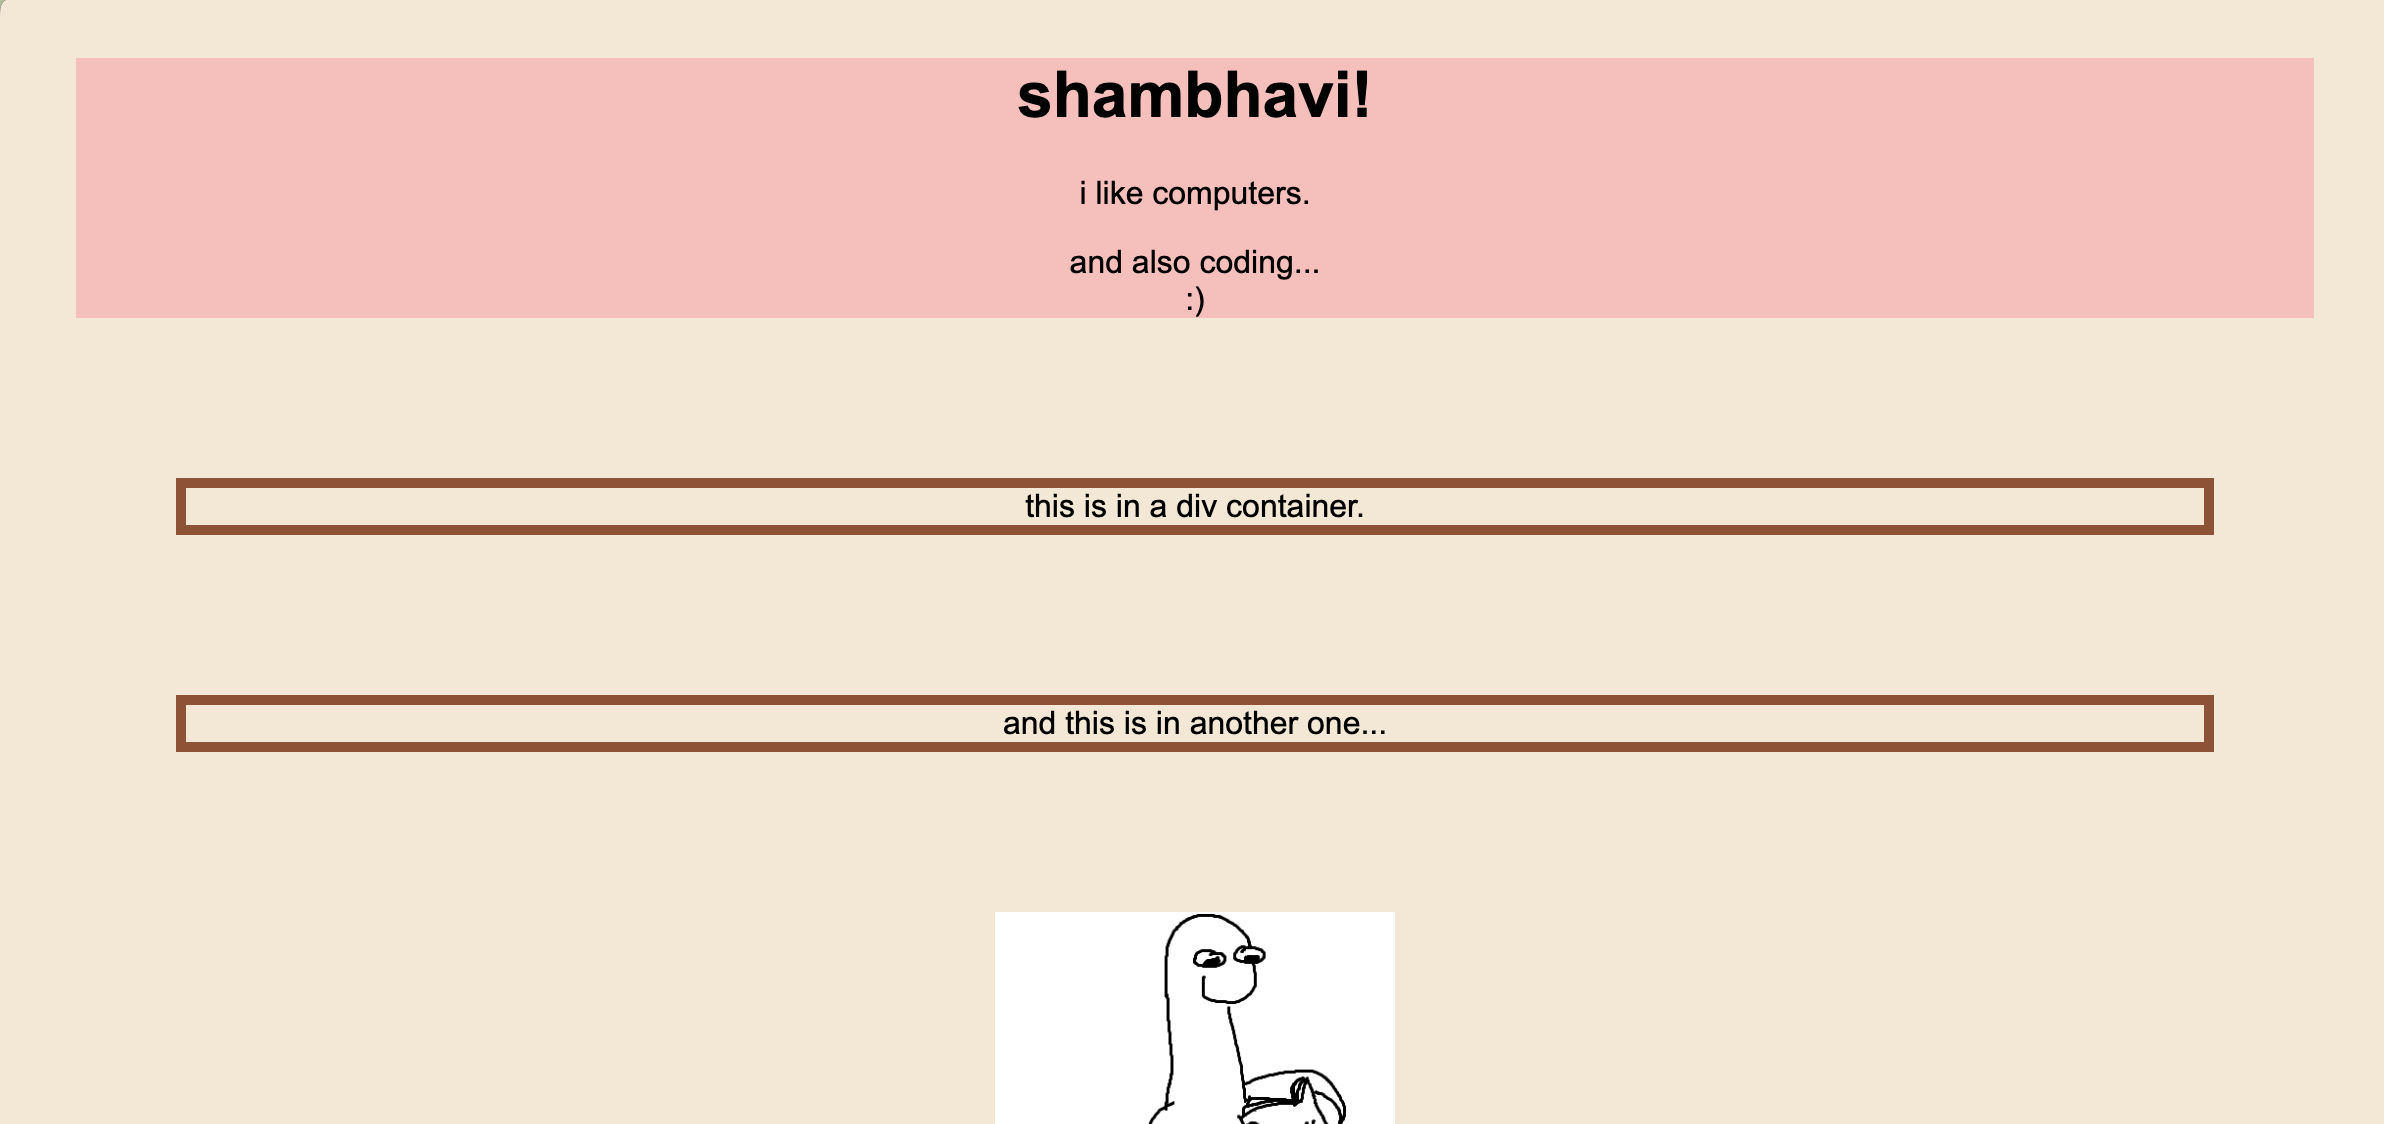 shambhavi!
i like computers.
and also coding...
:)
this is in a div container.
and this is in another one...